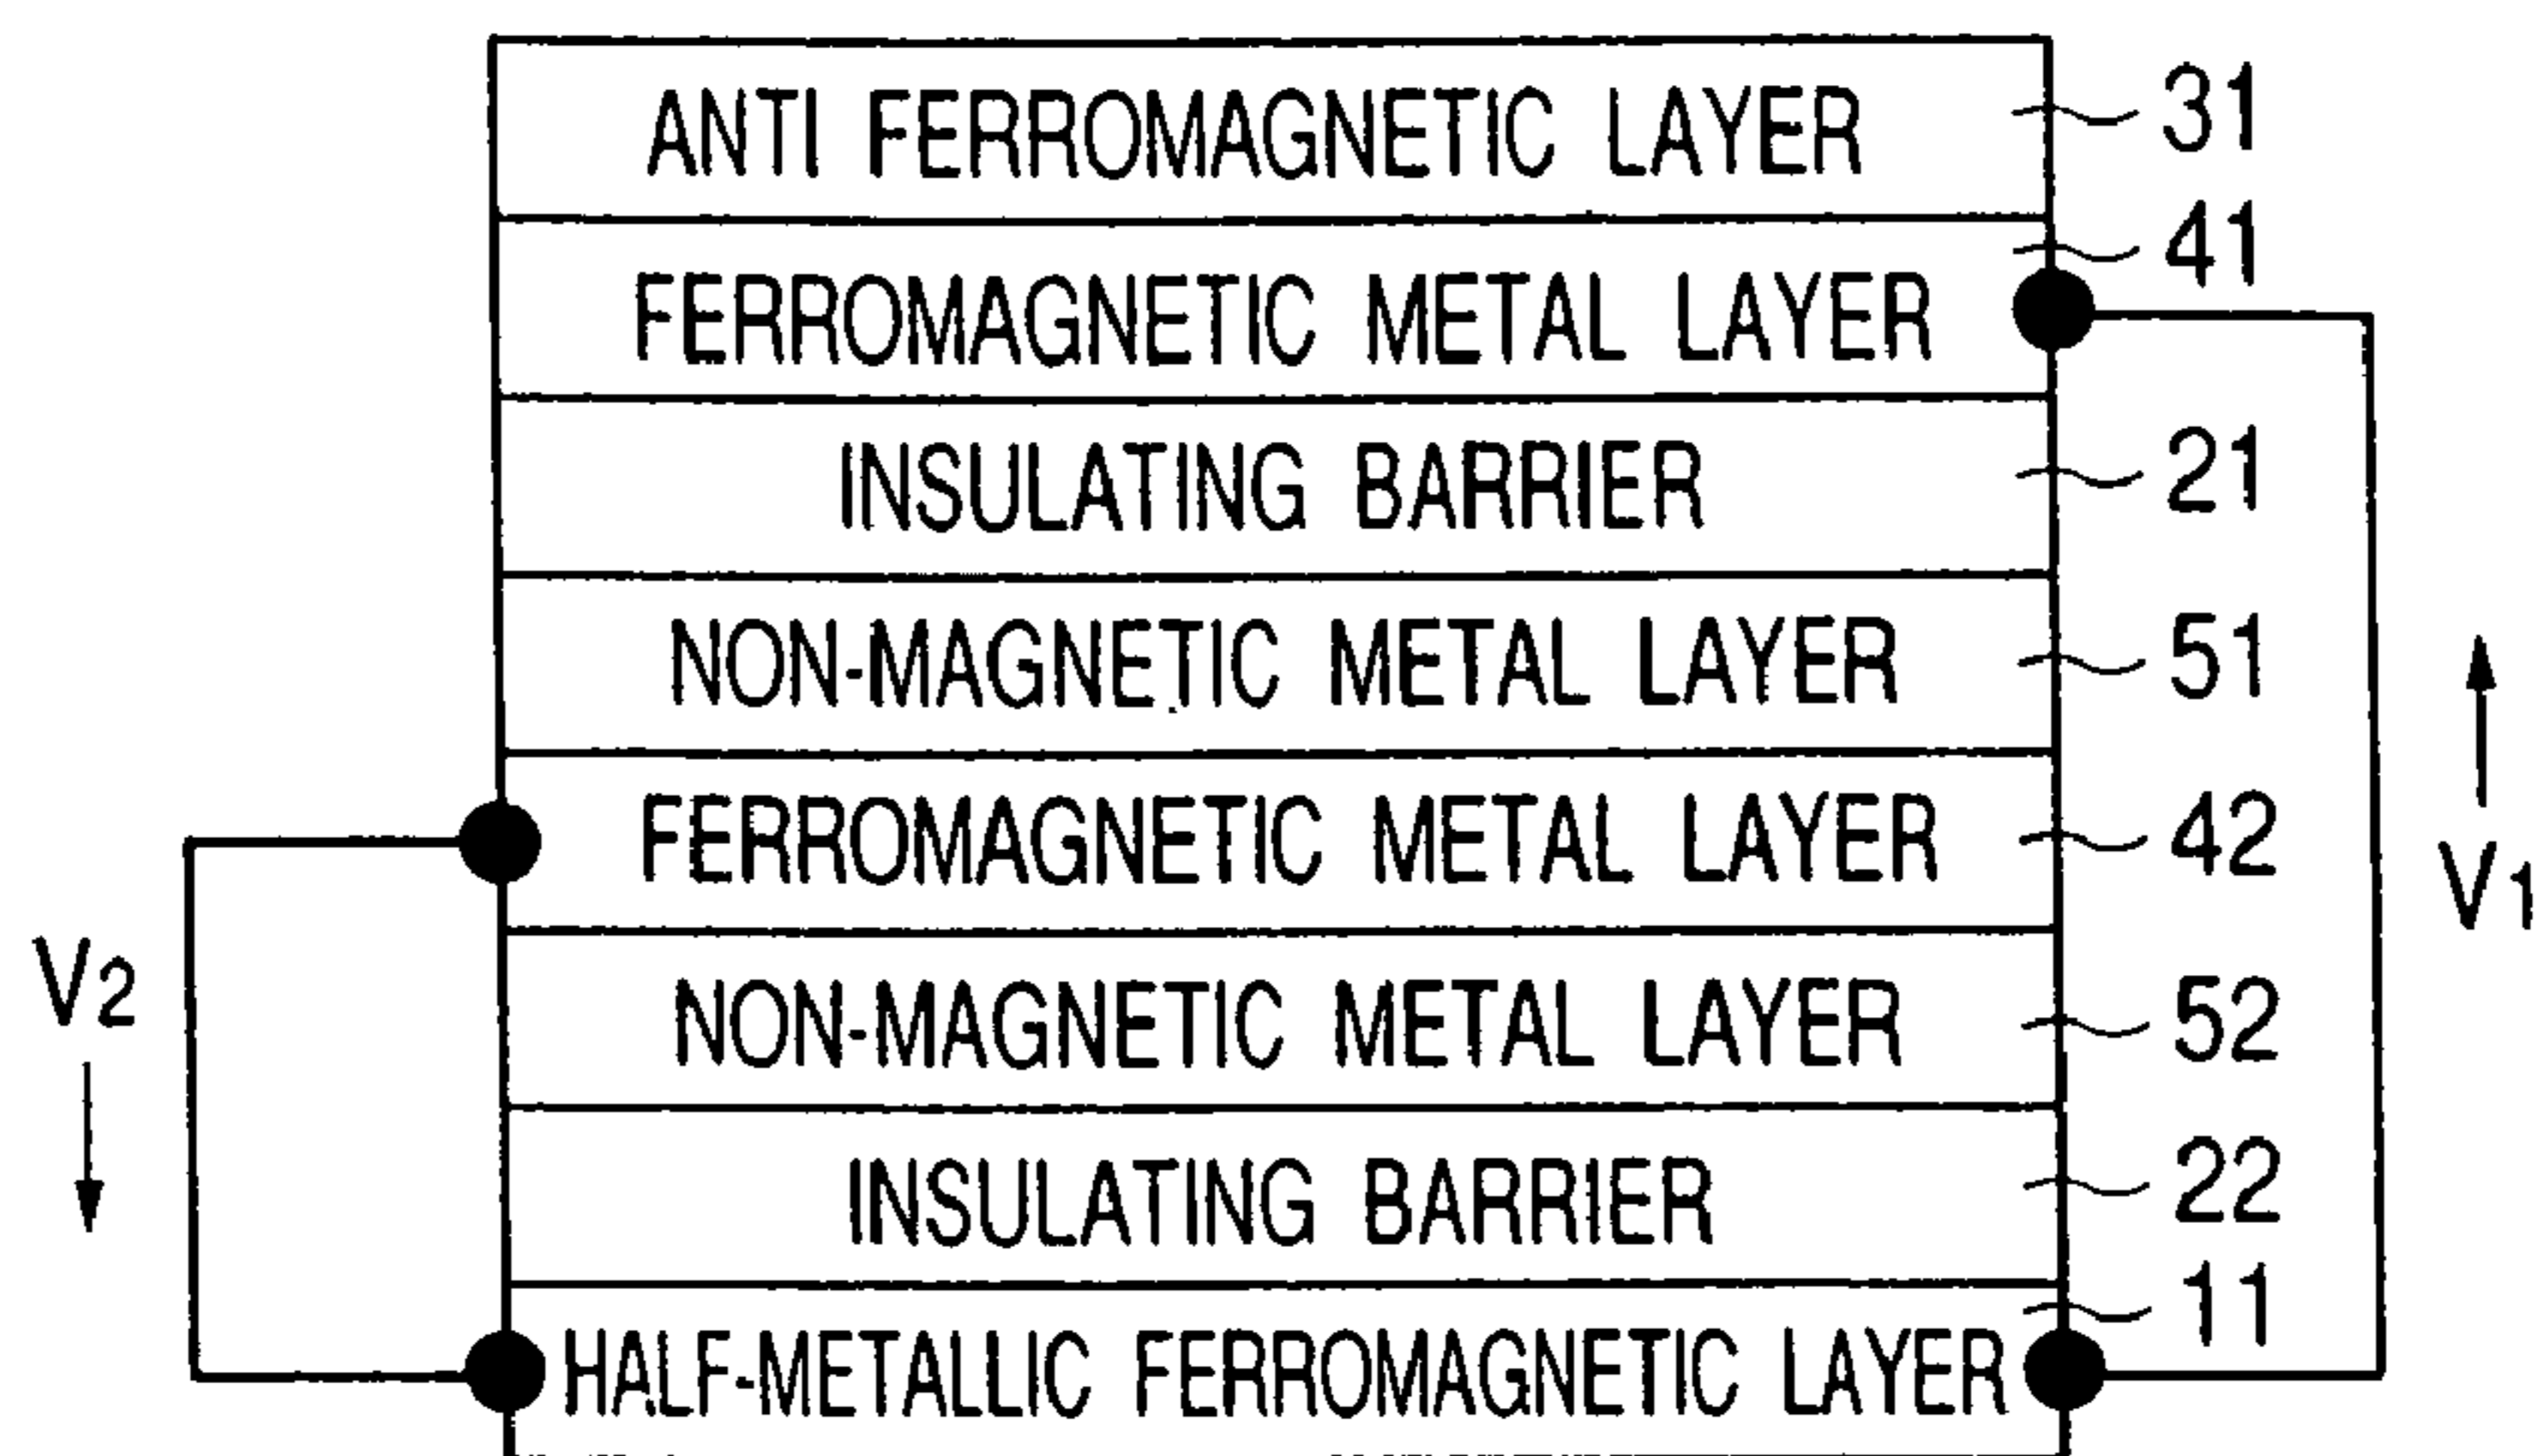 ANTI FERROMAGNETIC LAYER 31
FERROMAGNETIC METAL LAYER 41
INSULATING BARRIER 21
NON-MAGNETIC METAL LAYER 51
FERROMAGNETIC METAL LAYER 42
V1
V2
NON-MAGNETIC METAL LAYER 52
INSULATING BARRIER 22
HALF-METALLIC FERROMAGNETIC LAYER 11